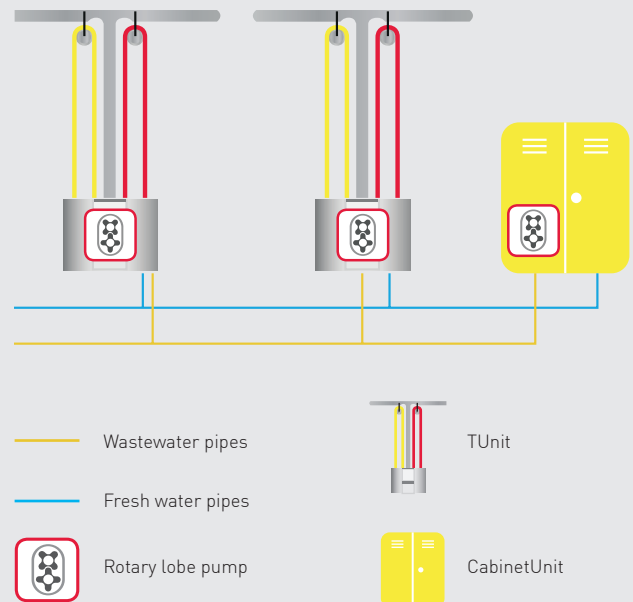 Wastewater pipes
TUnit
Fresh water pipes
Rotary lobe pump
CabinetUnit